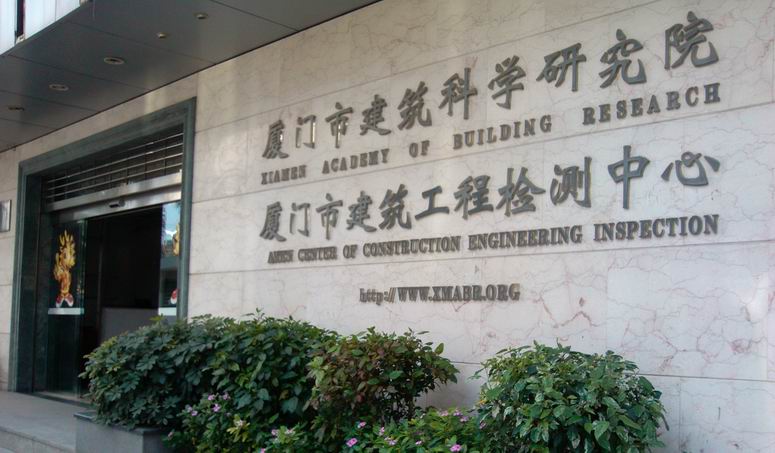 厦门市建筑科学研究院
XIAMEN ACADEMY OF BUILDING RESEARCH
厦门市建筑工程检测中心
AMEN CENTER OF CONSTRUCTION ENGINEERING INSPECTION
http://WWW.XMABR.ORG